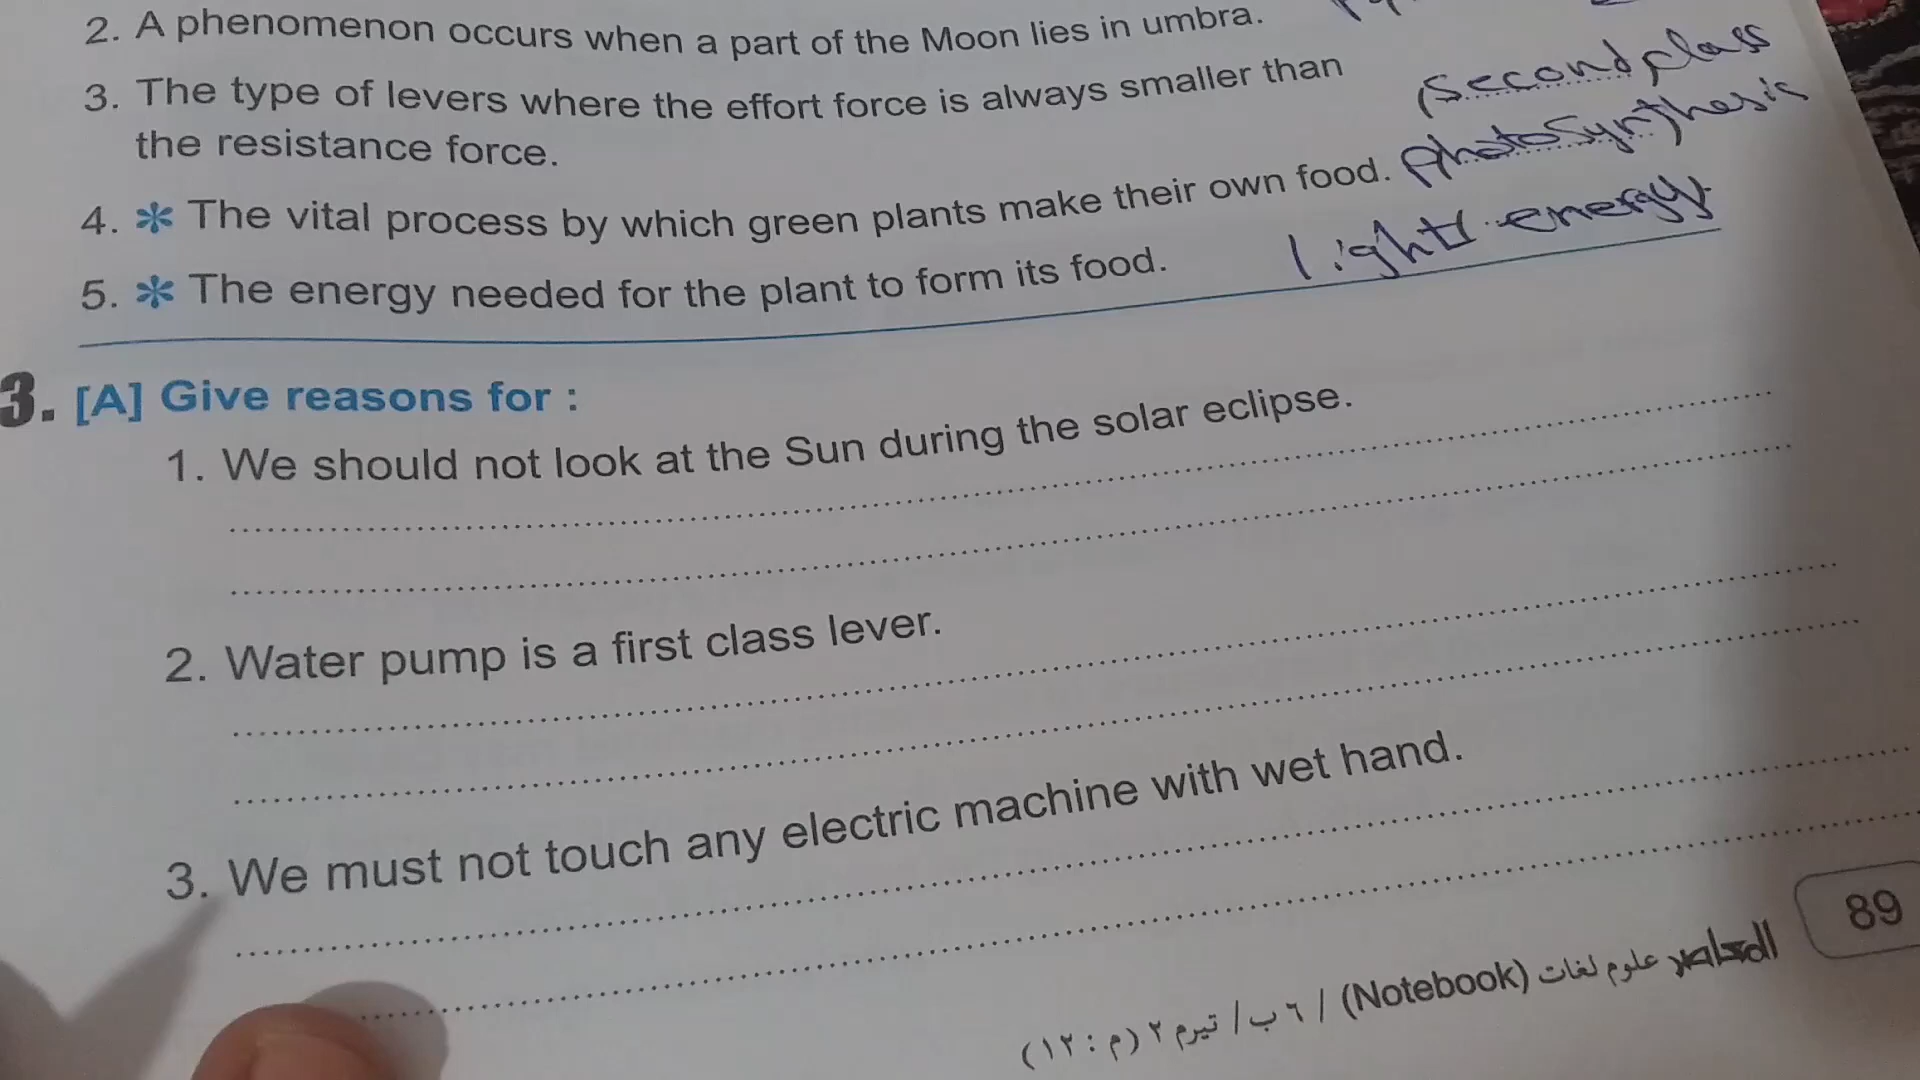 2. A phenomenon occurs when a part of the Moon lies in umbra.
3. The type of levers where the effort force is always smaller than
the resistance force. second class
4. * The vital process by which green plants make their own food. photosynthesis
5. * The energy needed for the plant to form its food. light energy
3. [A] Give reasons for :
1. We should not look at the Sun during the solar eclipse.
2. Water pump is a first class lever.
3. We must not touch any electric machine with wet hand.
المحاصر علوم لغات (Notebook) / ٦ ب / تيرم ٢ (م : ١٢)
89